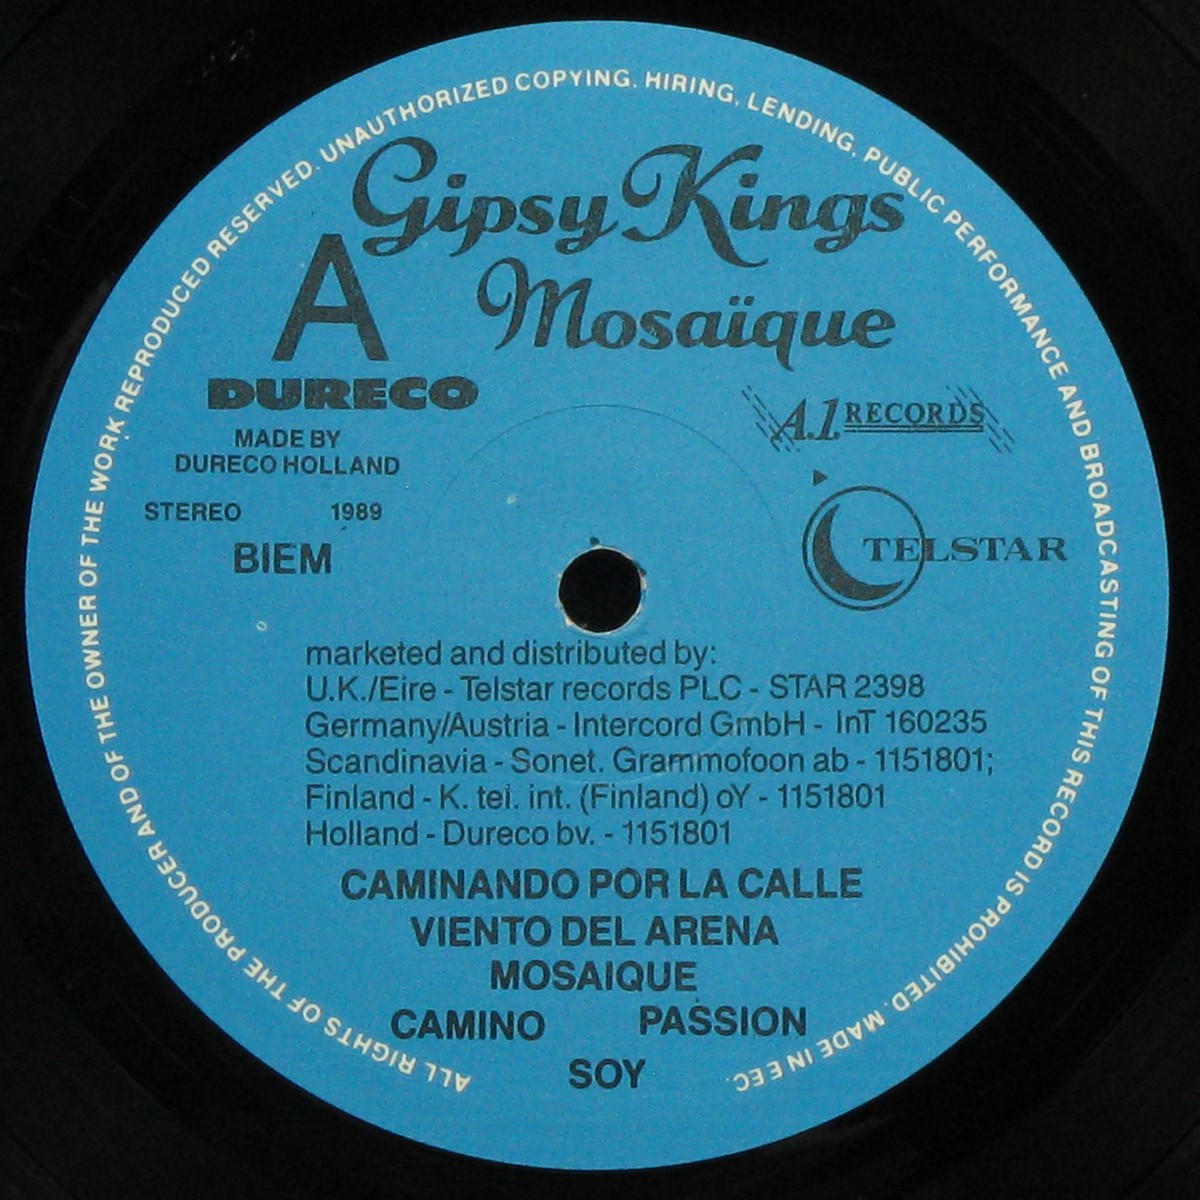 ALL RIGHTS OF THE PRODUCER AND OF THE OWNER OF THE WORK REPRODUCED RESERVED. UNAUTHORIZED COPYING. HIRING. LENDING. PUBLIC PERFORMANCE AND BROADCASTING OF THIS RECORD IS PROHIBITED. MADE IN EEC.
Gipsy Kings
Mosaïque
A
DURECO
MADE BY
DURECO HOLLAND
STEREO 1989
BIEM
A.1. RECORDS
TELSTAR
marketed and distributed by:
U.K./Eire - Telstar records PLC - STAR 2398
Germany/Austria - Intercord GmbH - InT 160235
Scandinavia - Sonet. Grammofoon ab - 1151801;
Finland - K. tel. int. (Finland) oY - 1151801
Holland - Dureco bv. - 1151801
CAMINANDO POR LA CALLE
VIENTO DEL ARENA
MOSAIQUE
CAMINO PASSION
SOY